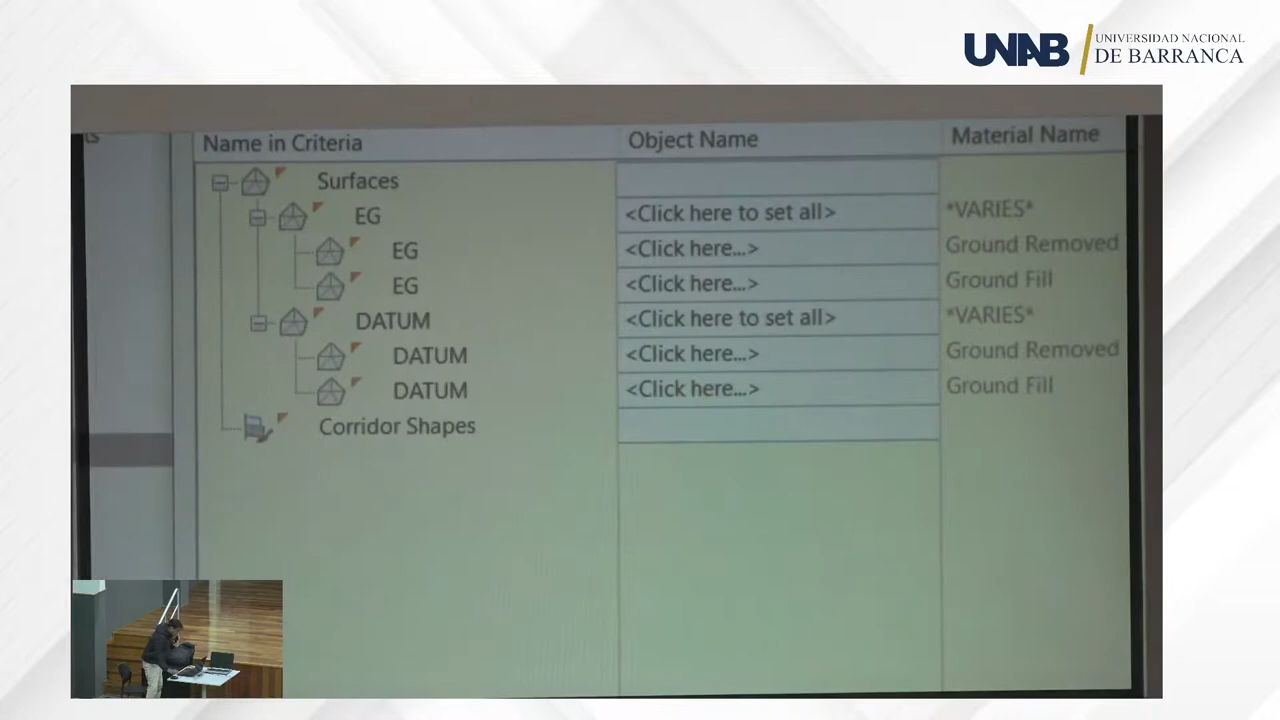 UNAB UNIVERSIDAD NACIONAL
DE BARRANCA
Name in Criteria Object Name Material Name
Surfaces
EG <Click here to set all> *VARIES*
EG <Click here...> Ground Removed
EG <Click here...> Ground Fill
DATUM <Click here to set all> *VARIES*
DATUM <Click here...> Ground Removed
DATUM <Click here...> Ground Fill
Corridor Shapes